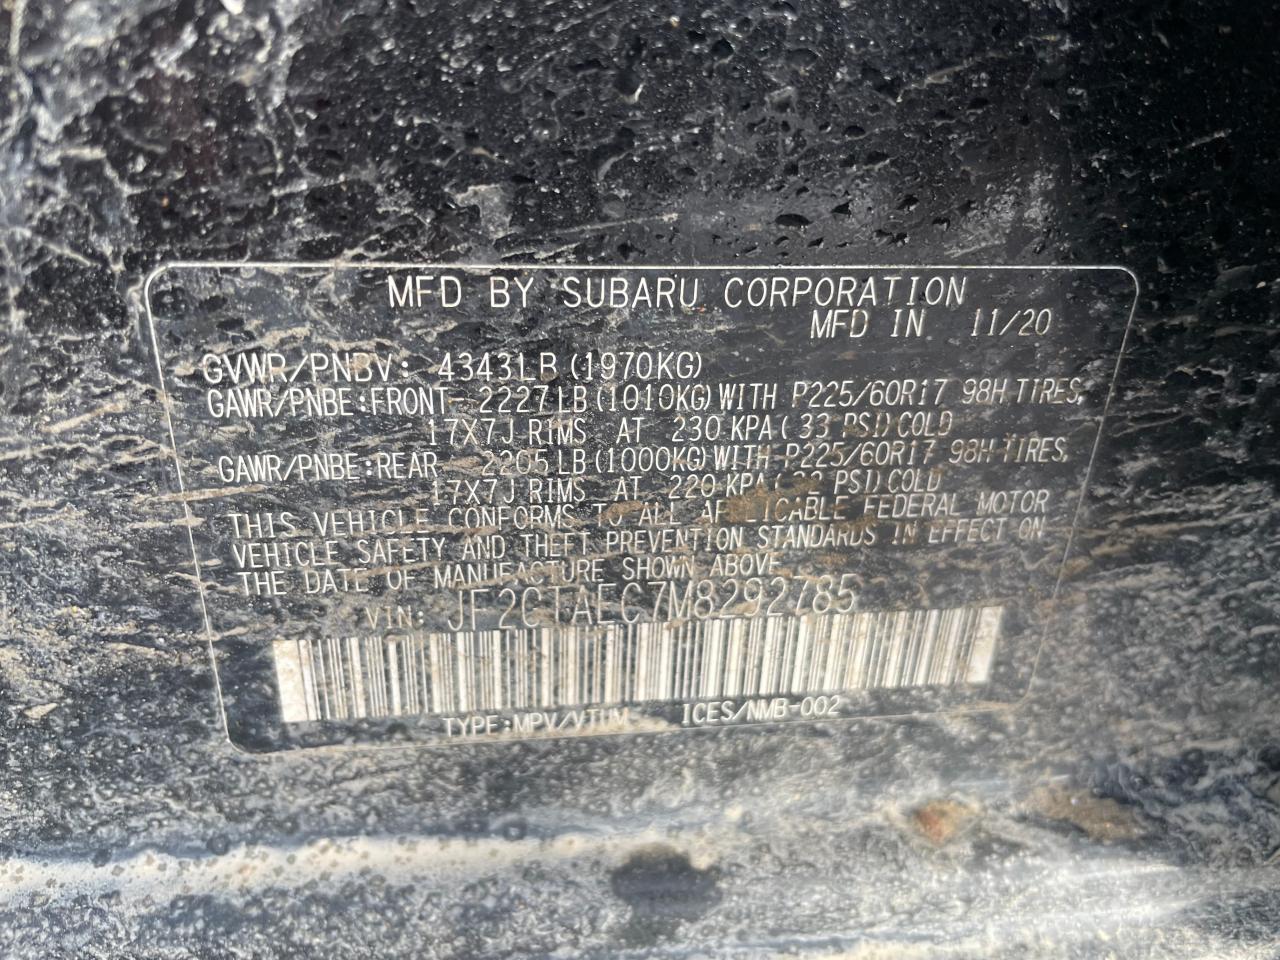 MFD BY SUBARU CORPORATION
MFD IN 11/20
GVWR/PNBV: 4343LB (1970KG)
GAWR/PNBE:FRONT 2227LB(1010KG)WITH P225/60R17 98H TIRES,
17X7J RIMS AT 230 KPA( 33 PSI)COLD
GAWR/PNBE:REAR 2205LB(1000KG)WITH P225/60R17 98H TIRES,
17X7J RIMS AT 220 KPA( PSI)COLD
THIS VEHICLE CONFORMS TO ALL APPLICABLE FEDERAL MOTOR
VEHICLE SAFETY AND THEFT PREVENTION STANDARDS IN EFFECT ON
THE DATE OF MANUFACTURE SHOWN ABOVE
VIN: JF2GTAEC7M8292785
TYPE:MPV/VTUM ICES/NMB-002